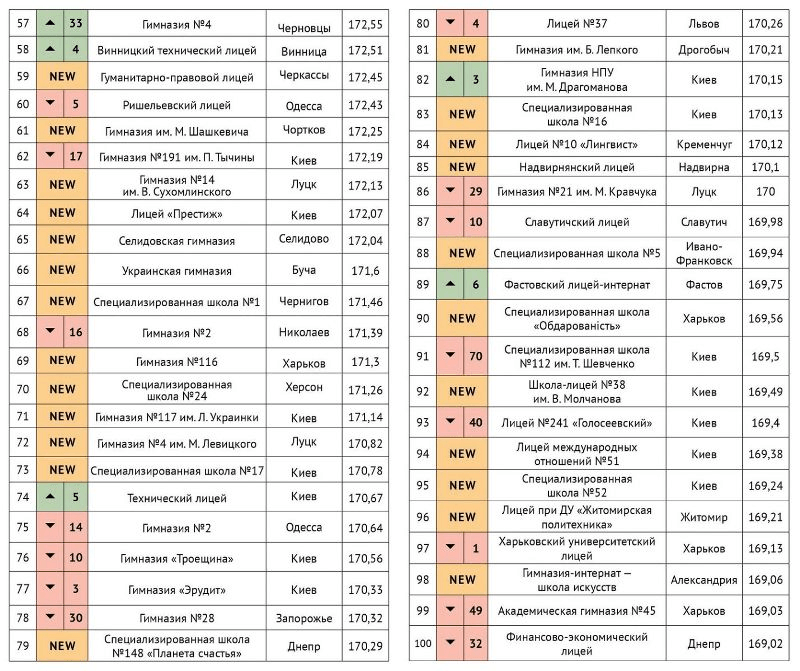 57 ▲ 33 Гимназия №4 Черновцы 172,55
58 ▲ 4 Винницкий технический лицей Винница 172,51
59 NEW Гуманитарно-правовой лицей Черкассы 172,45
60 ▼ 5 Ришельевский лицей Одесса 172,43
61 NEW Гимназия им. М. Шашкевича Чортков 172,25
62 ▼ 17 Гимназия №191 им. П. Тычины Киев 172,19
63 NEW Гимназия №14
им. В. Сухомлинского Луцк 172,13
64 NEW Лицей «Престиж» Киев 172,07
65 NEW Селидовская гимназия Селидово 172,04
66 NEW Украинская гимназия Буча 171,6
67 NEW Специализированная школа №1 Чернигов 171,46
68 ▼ 16 Гимназия №2 Николаев 171,39
69 NEW Гимназия №116 Харьков 171,3
70 NEW Специализированная
школа №24 Херсон 171,26
71 NEW Гимназия №117 им. Л. Украинки Киев 171,14
72 NEW Гимназия №4 им. М. Левицкого Луцк 170,82
73 NEW Специализированная школа №17 Киев 170,78
74 ▲ 5 Технический лицей Киев 170,67
75 ▼ 14 Гимназия №2 Одесса 170,64
76 ▼ 10 Гимназия «Троещина» Киев 170,56
77 ▼ 3 Гимназия «Эрудит» Киев 170,33
78 ▼ 30 Гимназия №28 Запорожье 170,32
79 NEW Специализированная школа
№148 «Планета счастья» Днепр 170,29
80 ▼ 4 Лицей №37 Львов 170,26
81 NEW Гимназия им. Б. Лепкого Дрогобыч 170,21
82 ▲ 3 Гимназия НПУ
им. М. Драгоманова Киев 170,15
83 NEW Специализированная
школа №16 Киев 170,13
84 NEW Лицей №10 «Лингвист» Кременчуг 170,12
85 NEW Надвирнянский лицей Надвирна 170,1
86 ▼ 29 Гимназия №21 им. М. Кравчука Луцк 170
87 ▼ 10 Славутичский лицей Славутич 169,98
88 NEW Специализированная школа №5 Ивано-
Франковск 169,94
89 ▲ 6 Фастовский лицей-интернат Фастов 169,75
90 NEW Специализированная школа
«Обдарованість» Харьков 169,56
91 ▼ 70 Специализированная школа
№112 им. Т. Шевченко Киев 169,5
92 NEW Школа-лицей №38
им. В. Молчанова Киев 169,49
93 ▼ 40 Лицей №241 «Голосеевский» Киев 169,4
94 NEW Лицей международных
отношений №51 Киев 169,38
95 NEW Специализированная
школа №52 Киев 169,24
96 NEW Лицей при ДУ «Житомирская
политехника» Житомир 169,21
97 ▼ 1 Харьковский университетский
лицей Харьков 169,13
98 NEW Гимназия-интернат —
школа искусств Александрия 169,06
99 ▼ 49 Академическая гимназия №45 Харьков 169,03
100 ▼ 32 Финансово-экономический
лицей Днепр 169,02